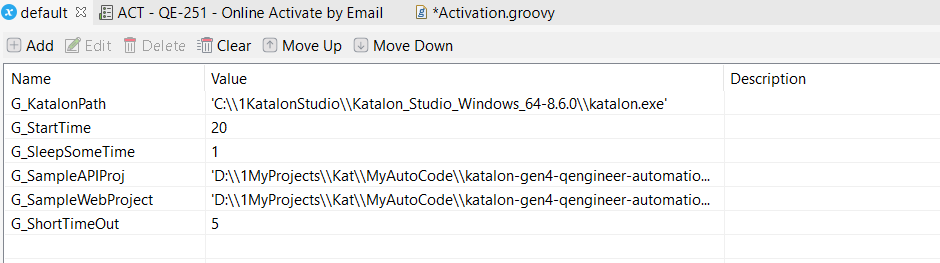 default ACT - QE-251 - Online Activate by Email *Activation.groovy
Add Edit Delete Clear Move Up Move Down
Name Value Description
G_KatalonPath 'C:\\1KatalonStudio\\Katalon_Studio_Windows_64-8.6.0\\katalon.exe'
G_StartTime 20
G_SleepSomeTime 1
G_SampleAPIProj 'D:\\1MyProjects\\Kat\\MyAutoCode\\katalon-gen4-qengineer-automatio...
G_SampleWebProject 'D:\\1MyProjects\\Kat\\MyAutoCode\\katalon-gen4-qengineer-automatio...
G_ShortTimeOut 5